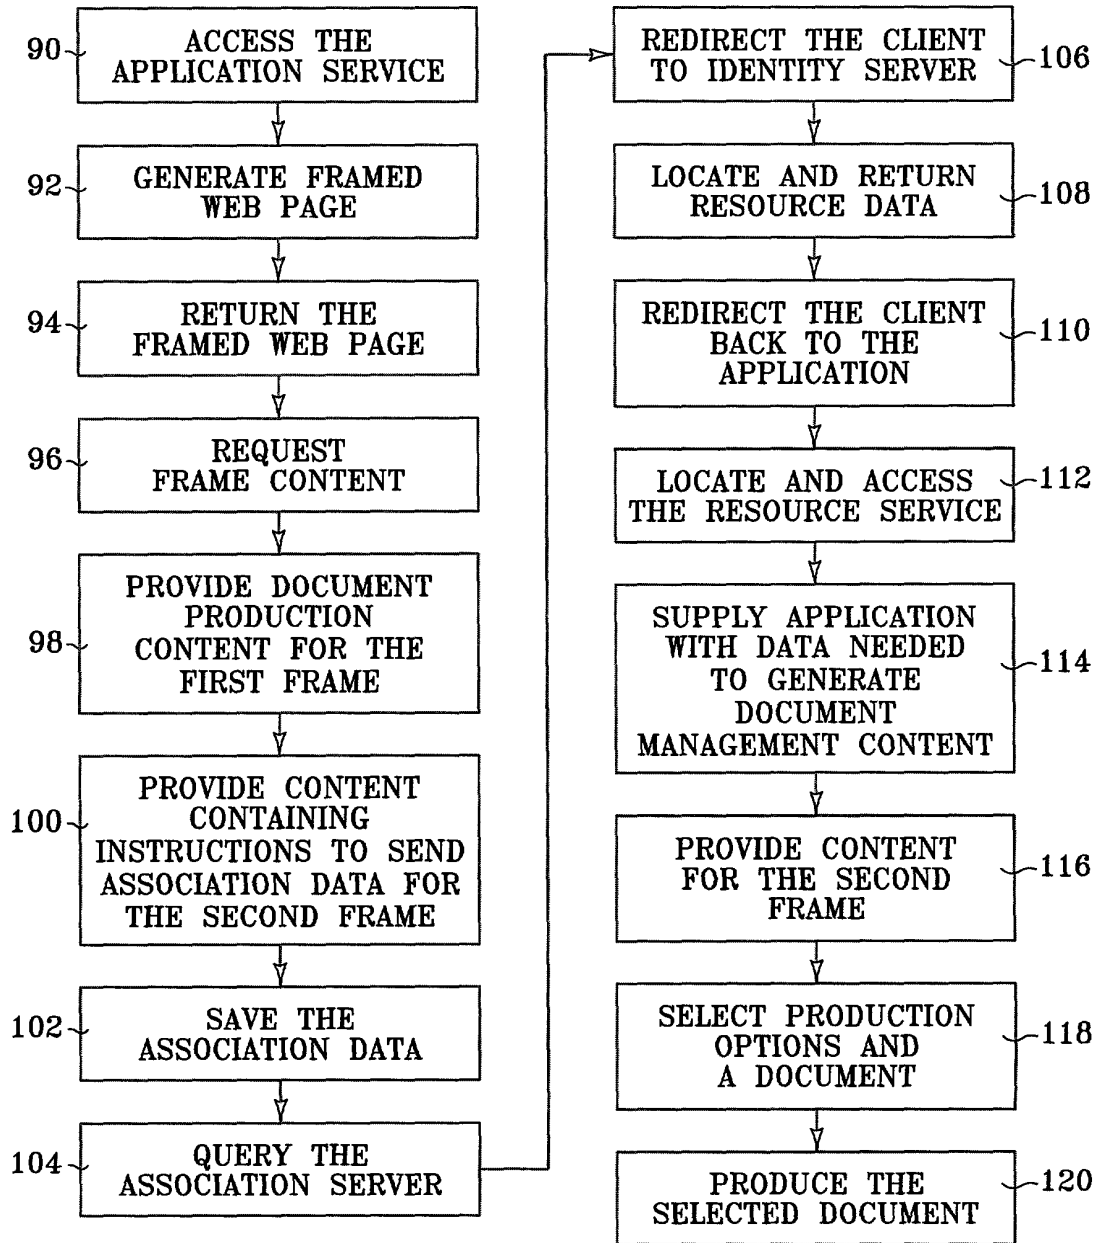 90
ACCESS THE
APPLICATION SERVICE
92
GENERATE FRAMED
WEB PAGE
94
RETURN THE
FRAMED WEB PAGE
96
REQUEST
FRAME CONTENT
98
PROVIDE DOCUMENT
PRODUCTION
CONTENT FOR THE
FIRST FRAME
100
PROVIDE CONTENT
CONTAINING
INSTRUCTIONS TO SEND
ASSOCIATION DATA FOR
THE SECOND FRAME
102
SAVE THE
ASSOCIATION DATA
104
QUERY THE
ASSOCIATION SERVER
REDIRECT THE CLIENT
TO IDENTITY SERVER
106
LOCATE AND RETURN
RESOURCE DATA
108
REDIRECT THE CLIENT
BACK TO THE
APPLICATION
110
LOCATE AND ACCESS
THE RESOURCE SERVICE
112
SUPPLY APPLICATION
WITH DATA NEEDED
TO GENERATE
DOCUMENT
MANAGEMENT CONTENT
114
PROVIDE CONTENT
FOR THE SECOND
FRAME
116
SELECT PRODUCTION
OPTIONS AND
A DOCUMENT
118
PRODUCE THE
SELECTED DOCUMENT
120